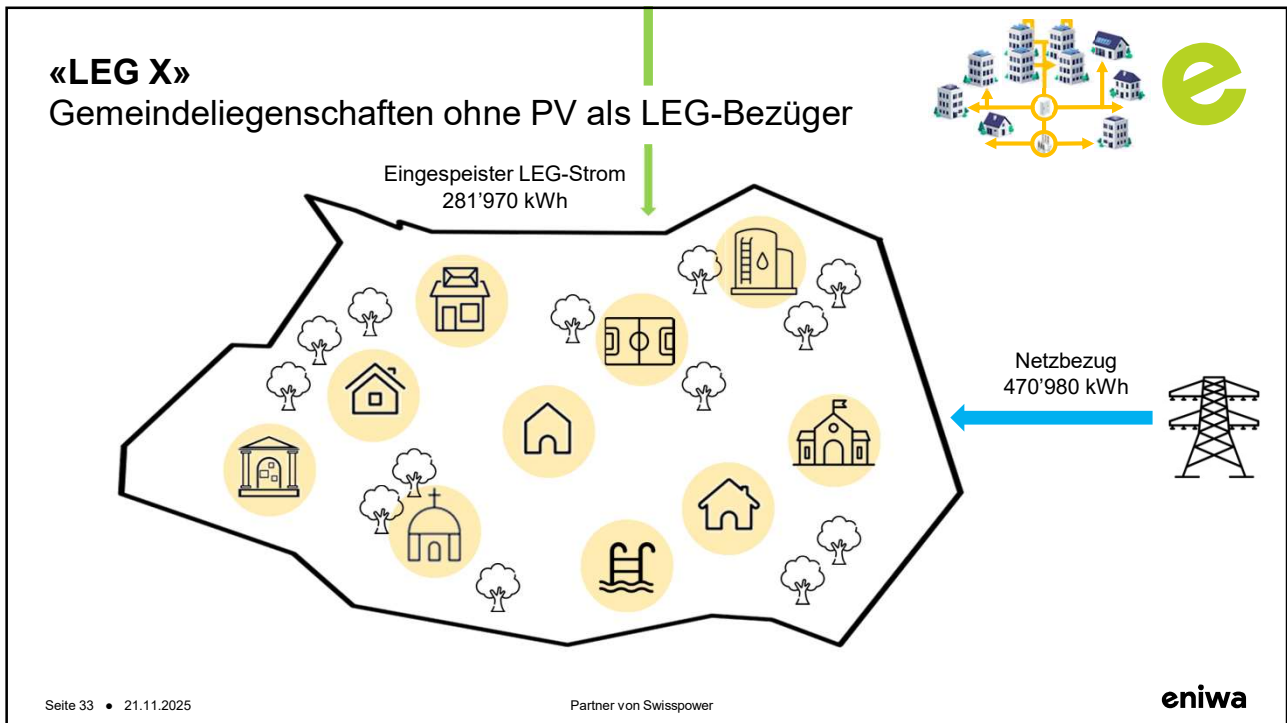 «LEG X»
Gemeindeliegenschaften ohne PV als LEG-Bezüger
Eingespeister LEG-Strom
281’970 kWh
Netzbezug
470’980 kWh
Seite 33 ● 21.11.2025
Partner von Swisspower
eniwa